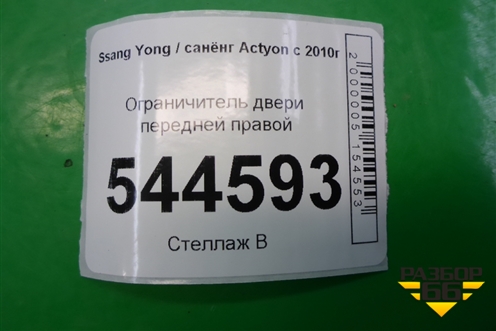 Ssang Yong / санёнг Actyon с 2010г
Ограничитель двери
передней правой
544593
Стеллаж В
2000005154553
РАЗБОР
66